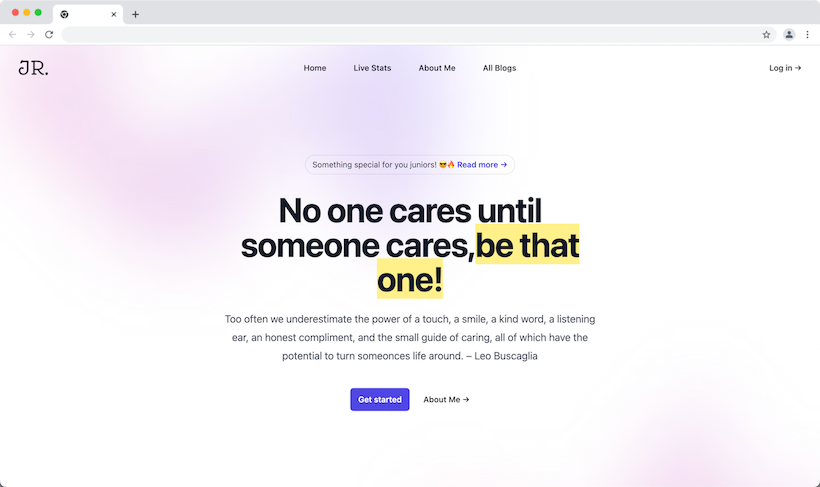 JR.
Home
Live Stats
About Me
All Blogs
Log in →
Something special for you juniors! 😎🔥 Read more →
No one cares until
someone cares,be that
one!
Too often we underestimate the power of a touch, a smile, a kind word, a listening
ear, an honest compliment, and the small guide of caring, all of which have the
potential to turn someonces life around. – Leo Buscaglia
Get started
About Me →